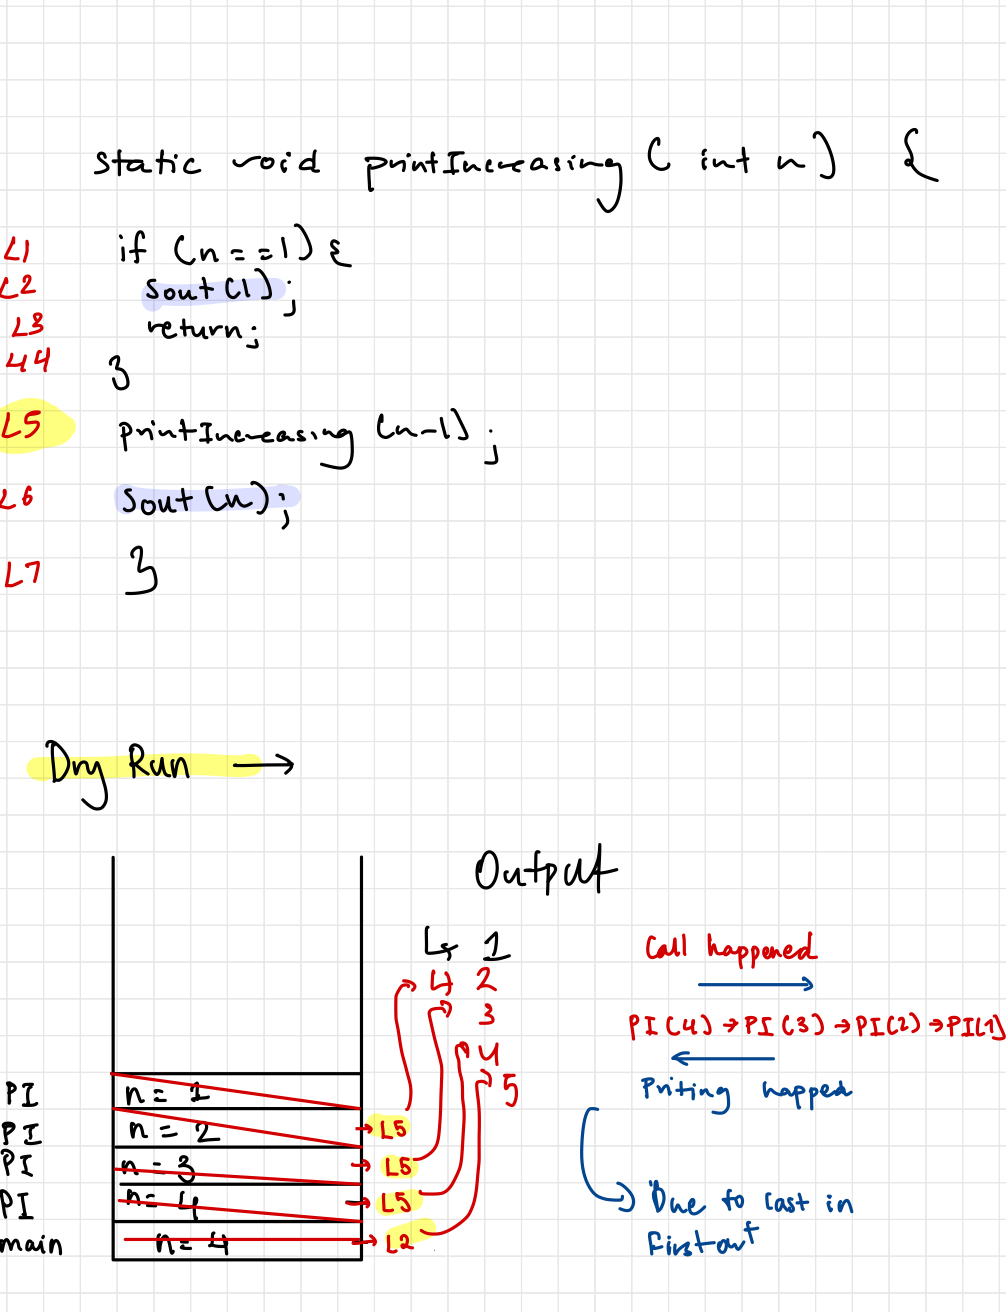 static void printIncreasing (int n) {
L1 if (n==1) {
L2 sout(1);
L3 return;
L4 }
L5 printIncreasing (n-1);
L6 sout(n);
L7 }
Dry Run →
Output
1
4 2
3
4
5
PI n = 1
PI n = 2 → L5
PI n = 3 → L5
PI n = 4 → L5
main n = 4 → L2
Call happened
PI(4) → PI(3) → PI(2) → PI(1)
Priting happed
Due to Last in
First out